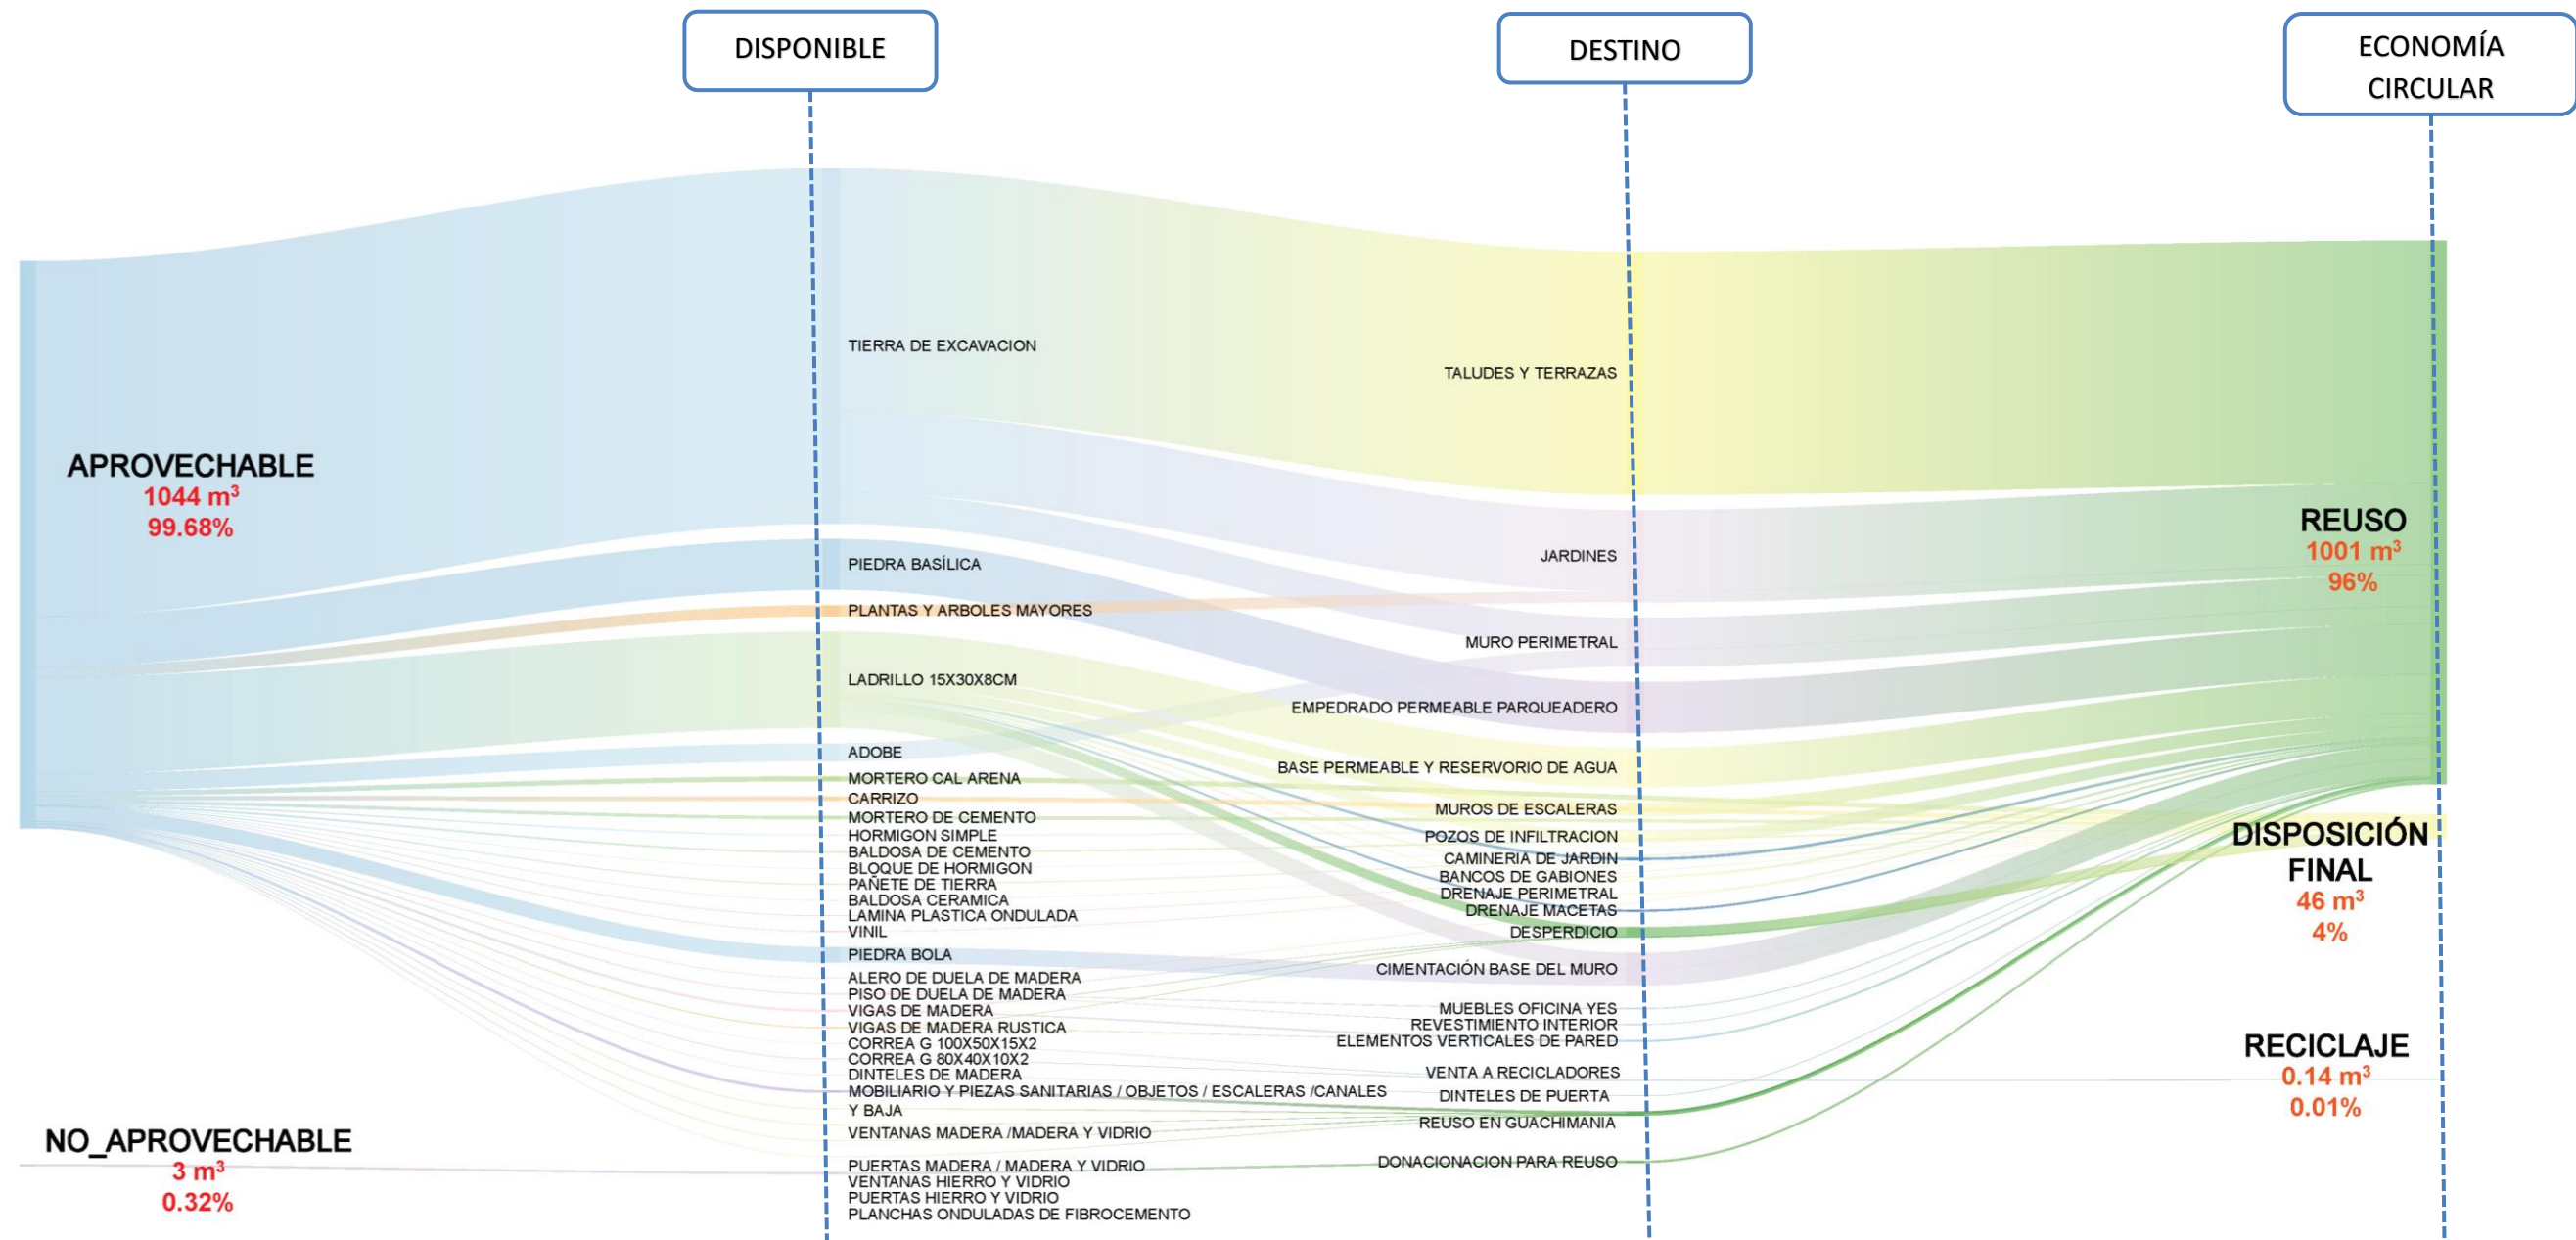 DISPONIBLE
DESTINO
ECONOMÍA
CIRCULAR
APROVECHABLE
1044 m³
99.68%
NO_APROVECHABLE
3 m³
0.32%
TIERRA DE EXCAVACION
PIEDRA BASÍLICA
PLANTAS Y ARBOLES MAYORES
LADRILLO 15X30X8CM
ADOBE
MORTERO CAL ARENA
CARRIZO
MORTERO DE CEMENTO
HORMIGON SIMPLE
BALDOSA DE CEMENTO
BLOQUE DE HORMIGON
PAÑETE DE TIERRA
BALDOSA CERAMICA
LAMINA PLASTICA ONDULADA
VINIL
PIEDRA BOLA
ALERO DE DUELA DE MADERA
PISO DE DUELA DE MADERA
VIGAS DE MADERA
VIGAS DE MADERA RUSTICA
CORREA G 100X50X15X2
CORREA G 80X40X10X2
DINTELES DE MADERA
MOBILIARIO Y PIEZAS SANITARIAS / OBJETOS / ESCALERAS /CANALES
Y BAJA
VENTANAS MADERA /MADERA Y VIDRIO
PUERTAS MADERA / MADERA Y VIDRIO
VENTANAS HIERRO Y VIDRIO
PUERTAS HIERRO Y VIDRIO
PLANCHAS ONDULADAS DE FIBROCEMENTO
TALUDES Y TERRAZAS
JARDINES
MURO PERIMETRAL
EMPEDRADO PERMEABLE PARQUEADERO
BASE PERMEABLE Y RESERVORIO DE AGUA
MUROS DE ESCALERAS
POZOS DE INFILTRACION
CAMINERIA DE JARDIN
BANCOS DE GABIONES
DRENAJE PERIMETRAL
DRENAJE MACETAS
DESPERDICIO
CIMENTACIÓN BASE DEL MURO
MUEBLES OFICINA YES
REVESTIMIENTO INTERIOR
ELEMENTOS VERTICALES DE PARED
VENTA A RECICLADORES
DINTELES DE PUERTA
REUSO EN GUACHIMANIA
DONACIONACION PARA REUSO
REUSO
1001 m³
96%
DISPOSICIÓN
FINAL
46 m³
4%
RECICLAJE
0.14 m³
0.01%